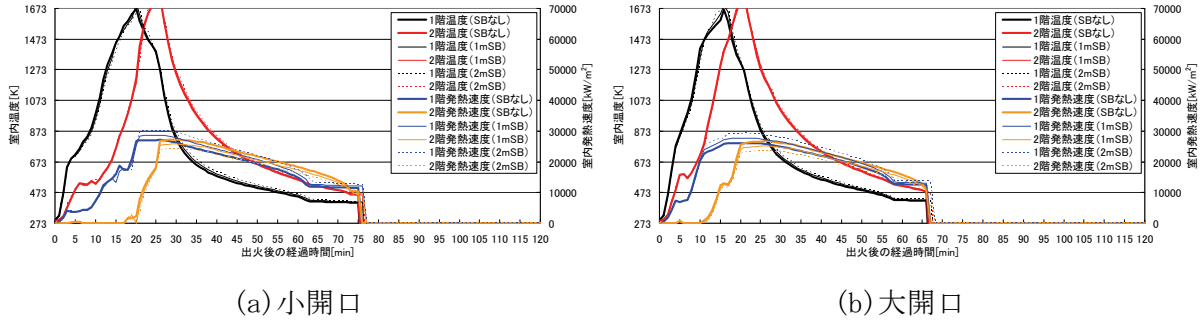 1673
1473
1273
1073
873
673
473
273
室内温度[K]
70000
60000
50000
40000
30000
20000
10000
0
室内発熱速度[kW/m²]
1階温度(SBなし)
2階温度(SBなし)
1階温度(1mSB)
2階温度(1mSB)
1階温度(2mSB)
2階温度(2mSB)
1階発熱速度(SBなし)
2階発熱速度(SBなし)
1階発熱速度(1mSB)
2階発熱速度(1mSB)
1階発熱速度(2mSB)
2階発熱速度(2mSB)
0 5 10 15 20 25 30 35 40 45 50 55 60 65 70 75 80 85 90 95 100 105 110 115 120
出火後の経過時間[min]
(a)小開口
1673
1473
1273
1073
873
673
473
273
室内温度[K]
70000
60000
50000
40000
30000
20000
10000
0
室内発熱速度[kW/m²]
1階温度(SBなし)
2階温度(SBなし)
1階温度(1mSB)
2階温度(1mSB)
1階温度(2mSB)
2階温度(2mSB)
1階発熱速度(SBなし)
2階発熱速度(SBなし)
1階発熱速度(1mSB)
2階発熱速度(1mSB)
1階発熱速度(2mSB)
2階発熱速度(2mSB)
0 5 10 15 20 25 30 35 40 45 50 55 60 65 70 75 80 85 90 95 100 105 110 115 120
出火後の経過時間[min]
(b)大開口